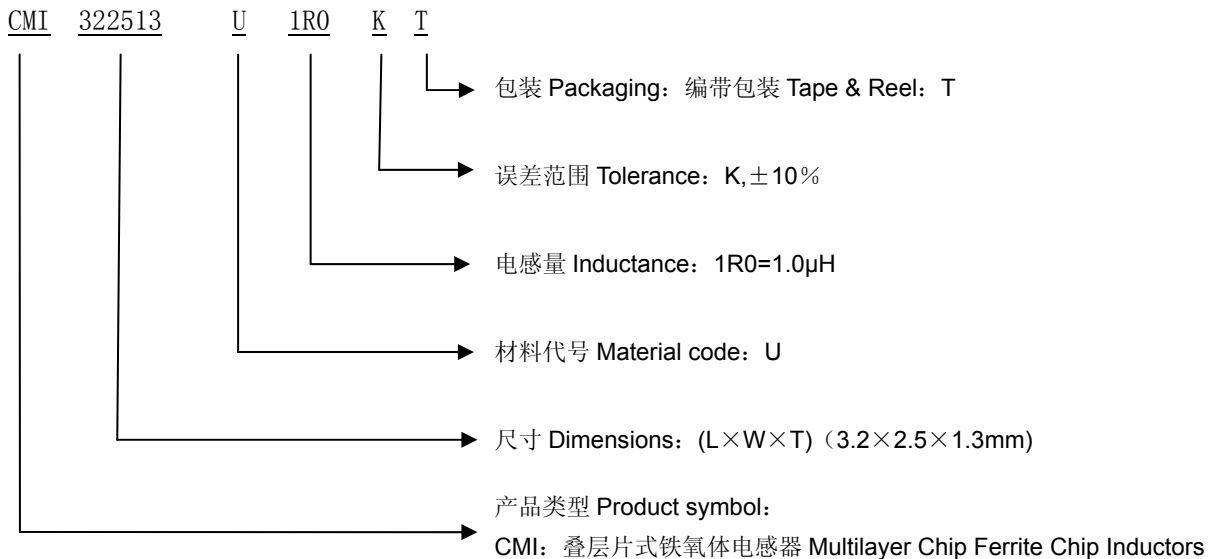 CMI 322513 U 1R0 K T
包装 Packaging：编带包装 Tape & Reel：T
误差范围 Tolerance：K,±10％
电感量 Inductance：1R0=1.0μH
材料代号 Material code：U
尺寸 Dimensions：(L×W×T)（3.2×2.5×1.3mm)
产品类型 Product symbol：
CMI：叠层片式铁氧体电感器 Multilayer Chip Ferrite Chip Inductors